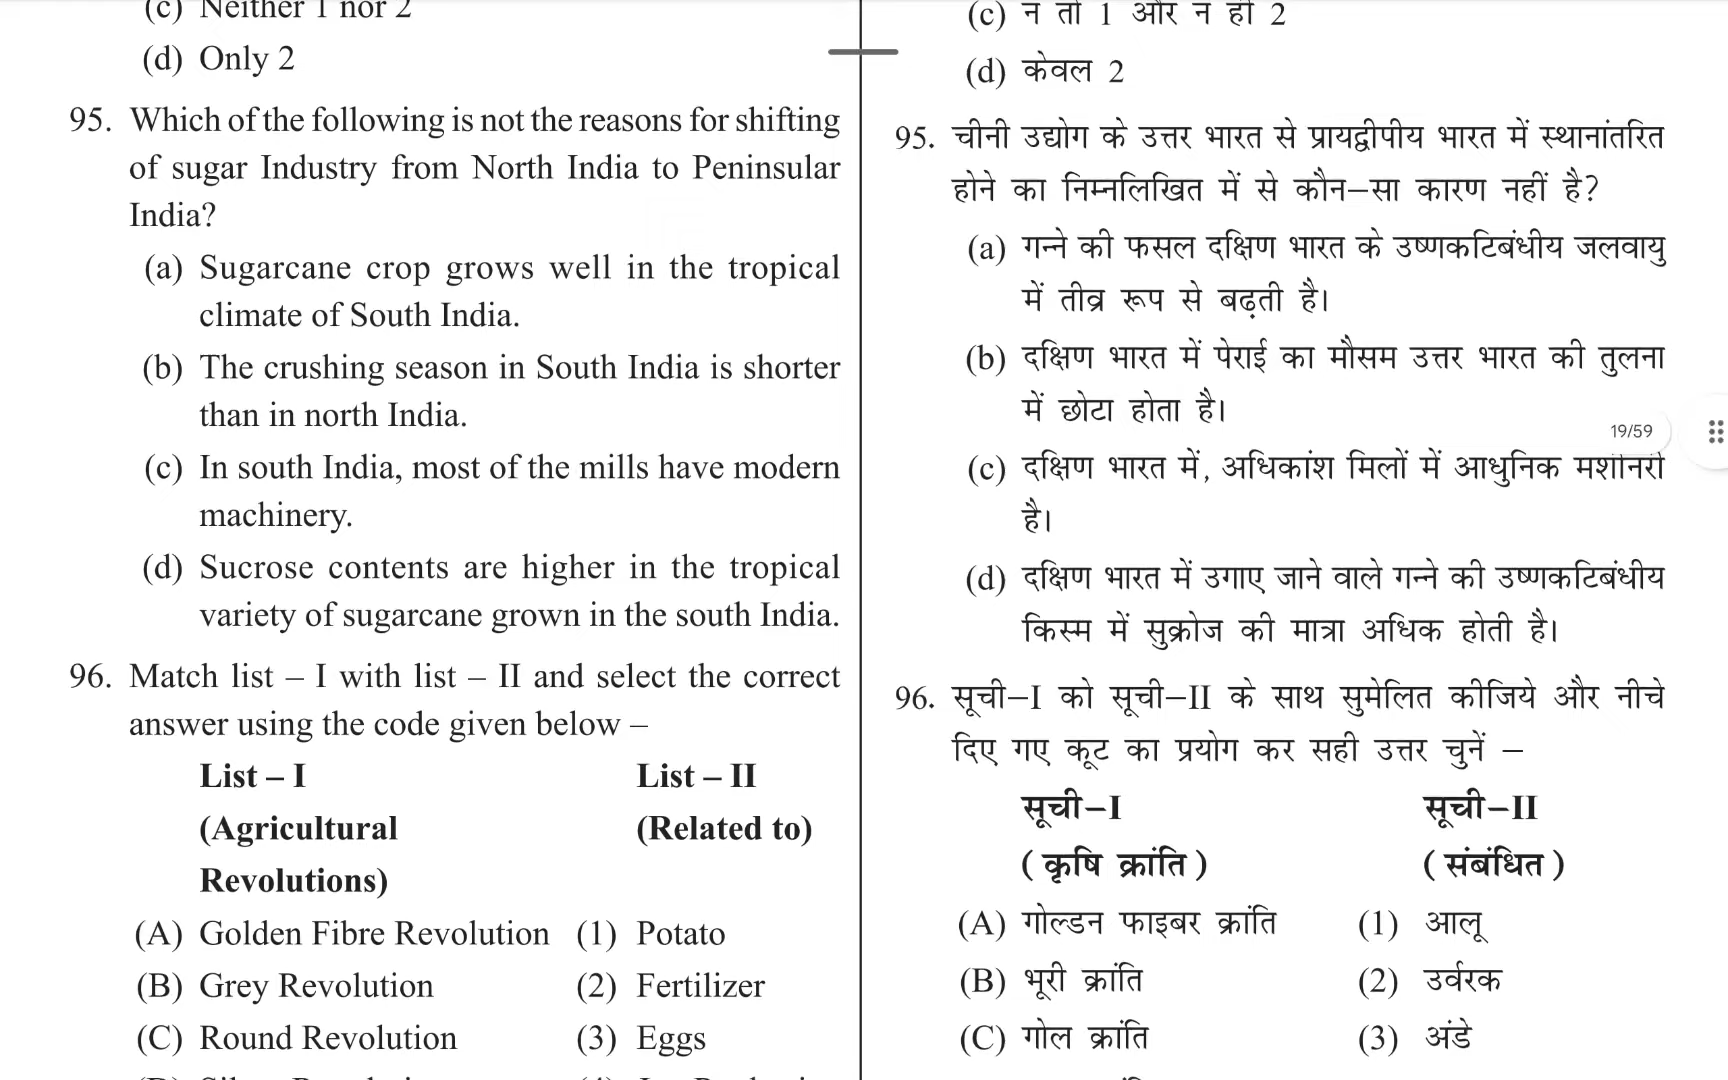 (c) Neither 1 nor 2
(d) Only 2
95. Which of the following is not the reasons for shifting
of sugar Industry from North India to Peninsular
India?
(a) Sugarcane crop grows well in the tropical
climate of South India.
(b) The crushing season in South India is shorter
than in north India.
(c) In south India, most of the mills have modern
machinery.
(d) Sucrose contents are higher in the tropical
variety of sugarcane grown in the south India.
96. Match list – I with list – II and select the correct
answer using the code given below –
List – I List – II
(Agricultural (Related to)
Revolutions)
(A) Golden Fibre Revolution (1) Potato
(B) Grey Revolution (2) Fertilizer
(C) Round Revolution (3) Eggs
(c) न तो 1 और न ही 2
(d) केवल 2
95. चीनी उद्योग के उत्तर भारत से प्रायद्वीपीय भारत में स्थानांतरित
होने का निम्नलिखित में से कौन–सा कारण नहीं है?
(a) गन्ने की फसल दक्षिण भारत के उष्णकटिबंधीय जलवायु
में तीव्र रूप से बढ़ती है।
(b) दक्षिण भारत में पेराई का मौसम उत्तर भारत की तुलना
में छोटा होता है।
19/59
(c) दक्षिण भारत में, अधिकांश मिलों में आधुनिक मशीनरी
है।
(d) दक्षिण भारत में उगाए जाने वाले गन्ने की उष्णकटिबंधीय
किस्म में सुक्रोज की मात्रा अधिक होती है।
96. सूची–I को सूची–II के साथ सुमेलित कीजिये और नीचे
दिए गए कूट का प्रयोग कर सही उत्तर चुनें –
सूची–I सूची–II
( कृषि क्रांति ) ( संबंधित )
(A) गोल्डन फाइबर क्रांति (1) आलू
(B) भूरी क्रांति (2) उर्वरक
(C) गोल क्रांति (3) अंडे